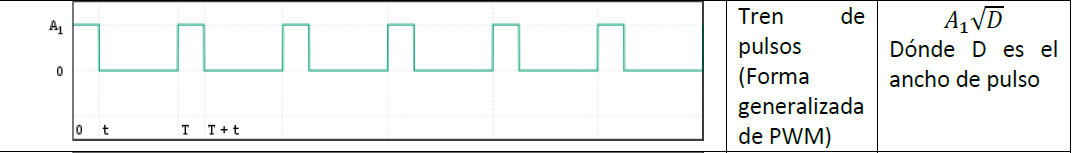 A₁
0
0 t T T + t
Tren de
pulsos
(Forma
generalizada
de PWM)
A₁√D
Dónde D es el
ancho de pulso